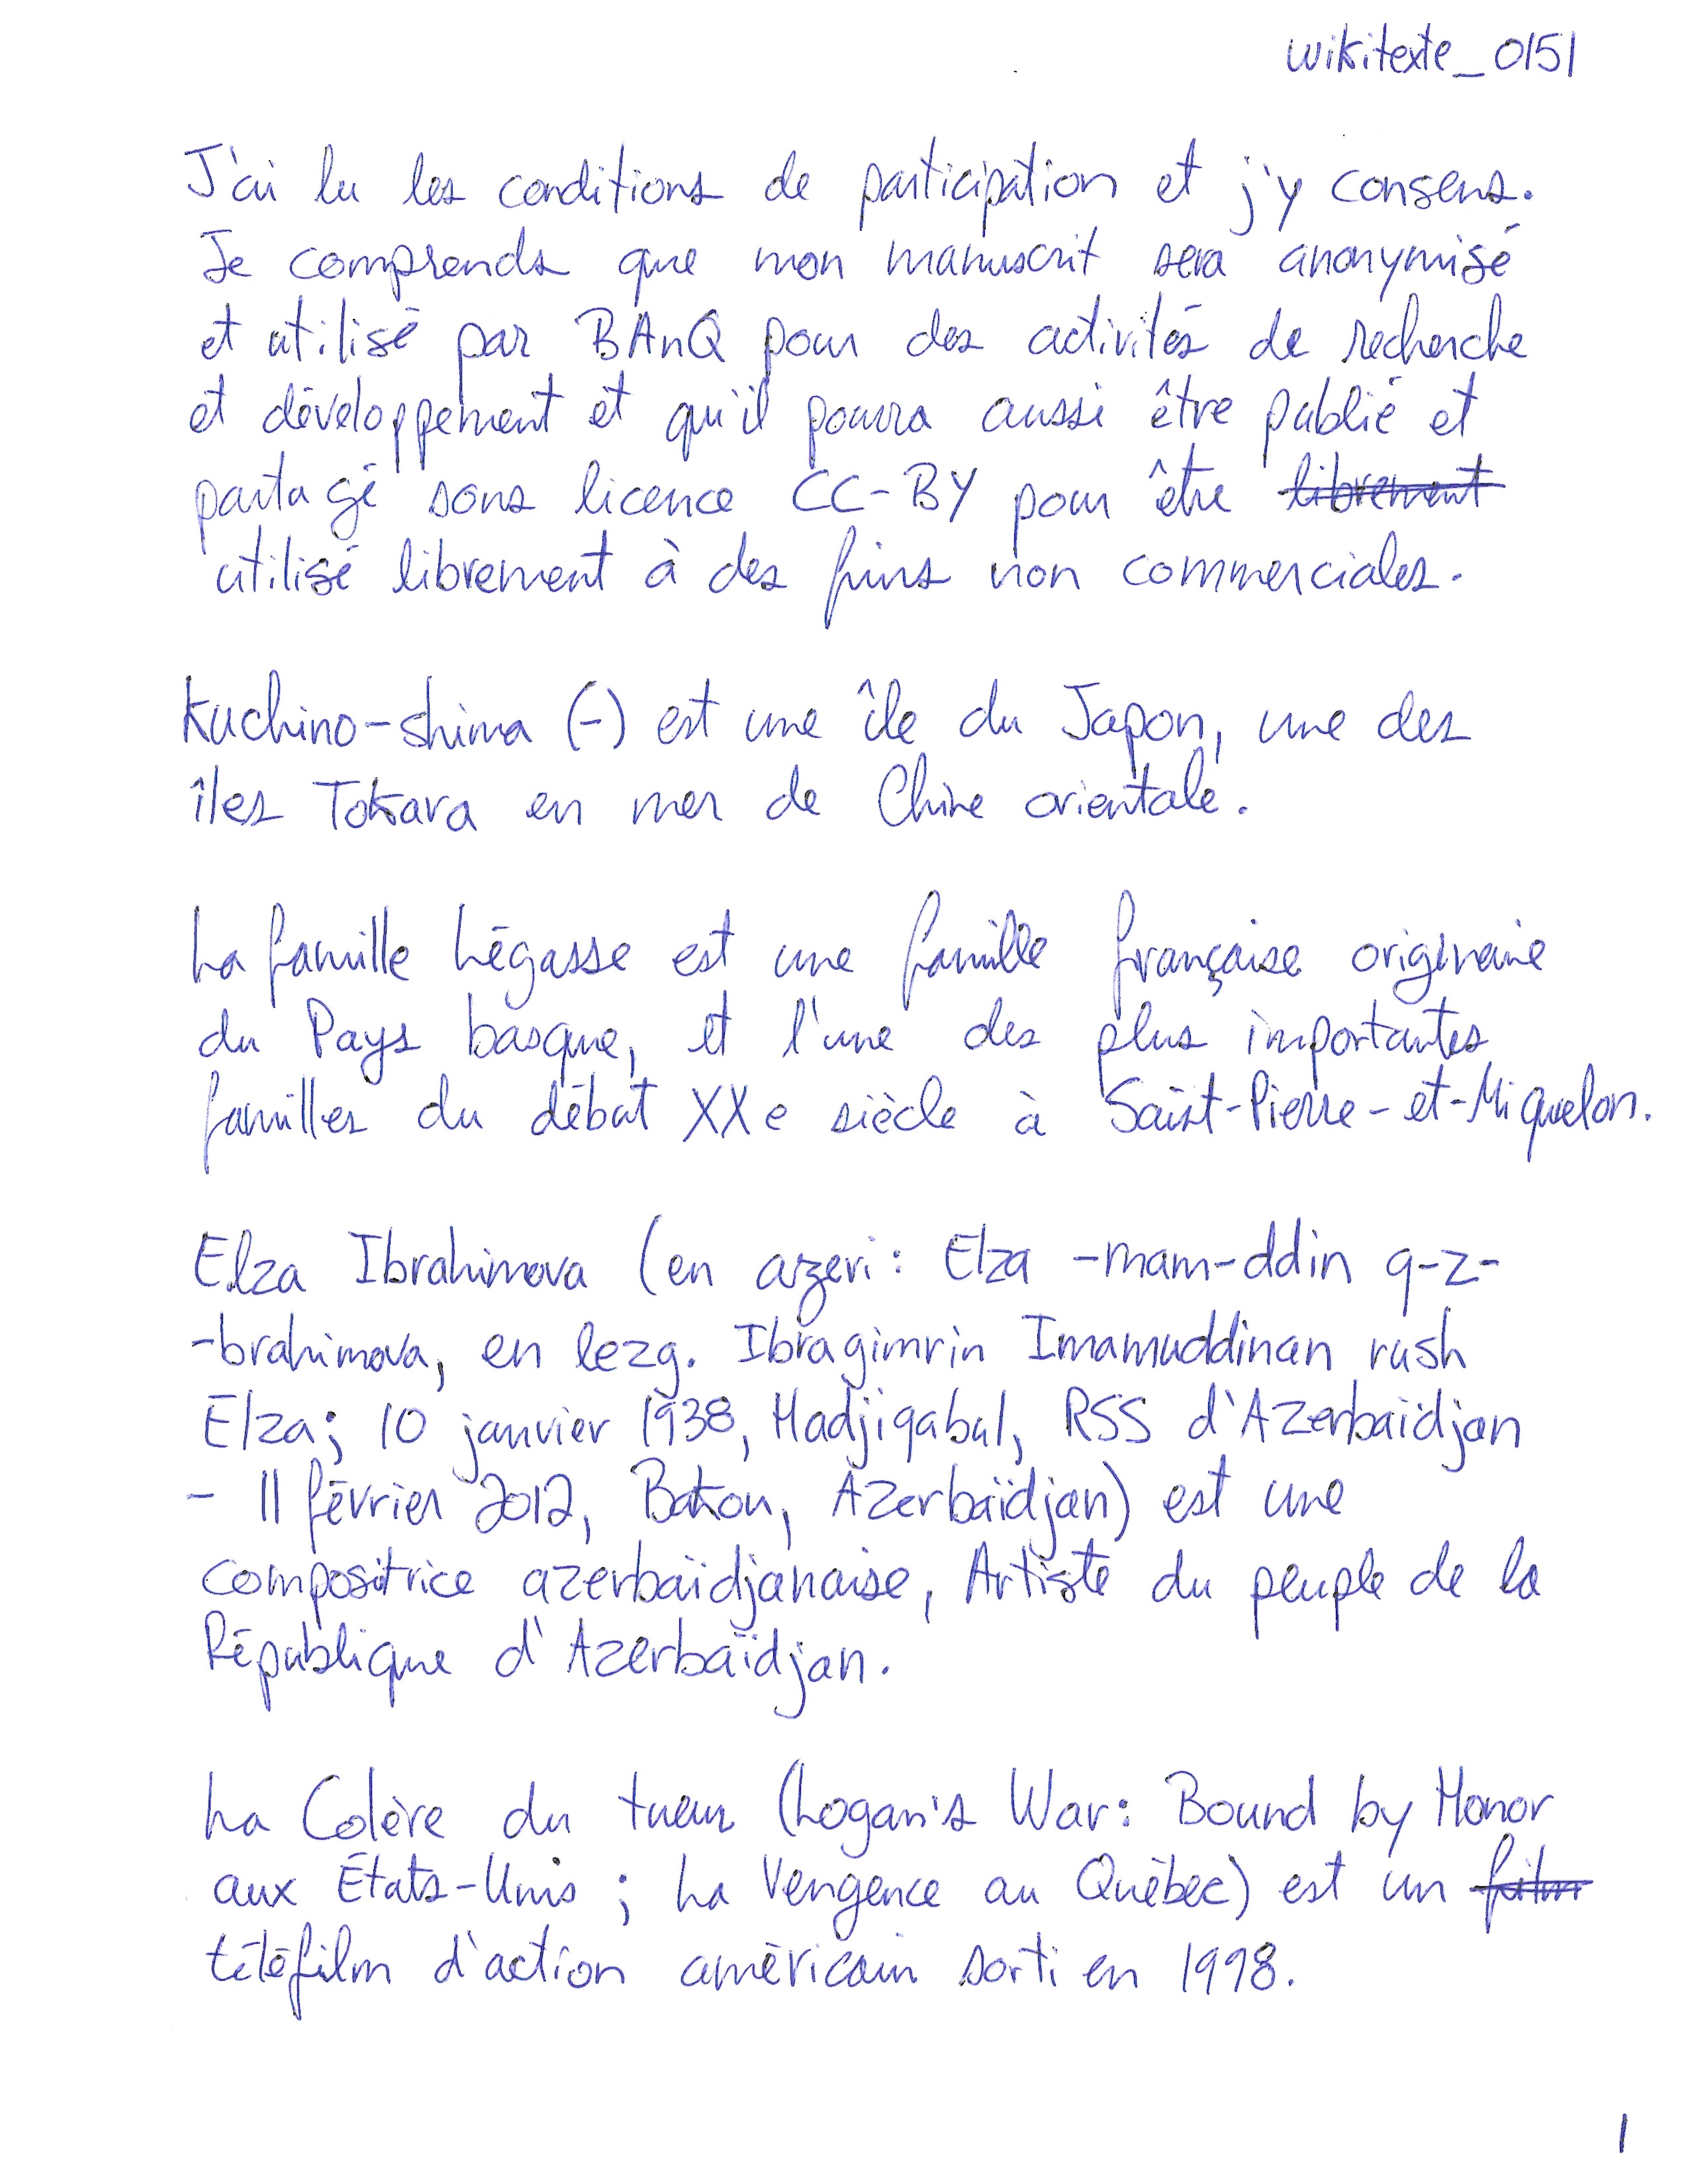 wikitexte_0151
J'ai lu les conditions de participation et j'y consens.
Je comprends que mon manuscrit sera anonymisé
et utilisé par BAnQ pour des activités de recherche
et développement et qu'il pourra aussi être publié et
partagé sous licence CC-BY pour être librement
utilisé librement à des fins non commerciales.
Kuchino-shima (-) est une île du Japon, une des
îles Tokara en mer de Chine orientale.
La famille Légasse est une famille française originaire
du Pays basque, et l'une des plus importantes
familles du début XXe siècle à Saint-Pierre-et-Miquelon.
Elza Ibrahimova (en azeri : Elza -mam-ddin q-z-
-brahimova, en lezg. Ibragimrin Imamuddinan rush
Elza; 10 janvier 1938, Hadjiqabul, RSS d'Azerbaïdjan
- 11 février 2012, Bakou, Azerbaïdjan) est une
compositrice azerbaïdjanaise, Artiste du peuple de la
République d'Azerbaïdjan.
La Colère du tueur (Logan's War: Bound by Honor
aux États-Unis ; La Vengence au Québec) est un film
téléfilm d'action américain sorti en 1998.
1